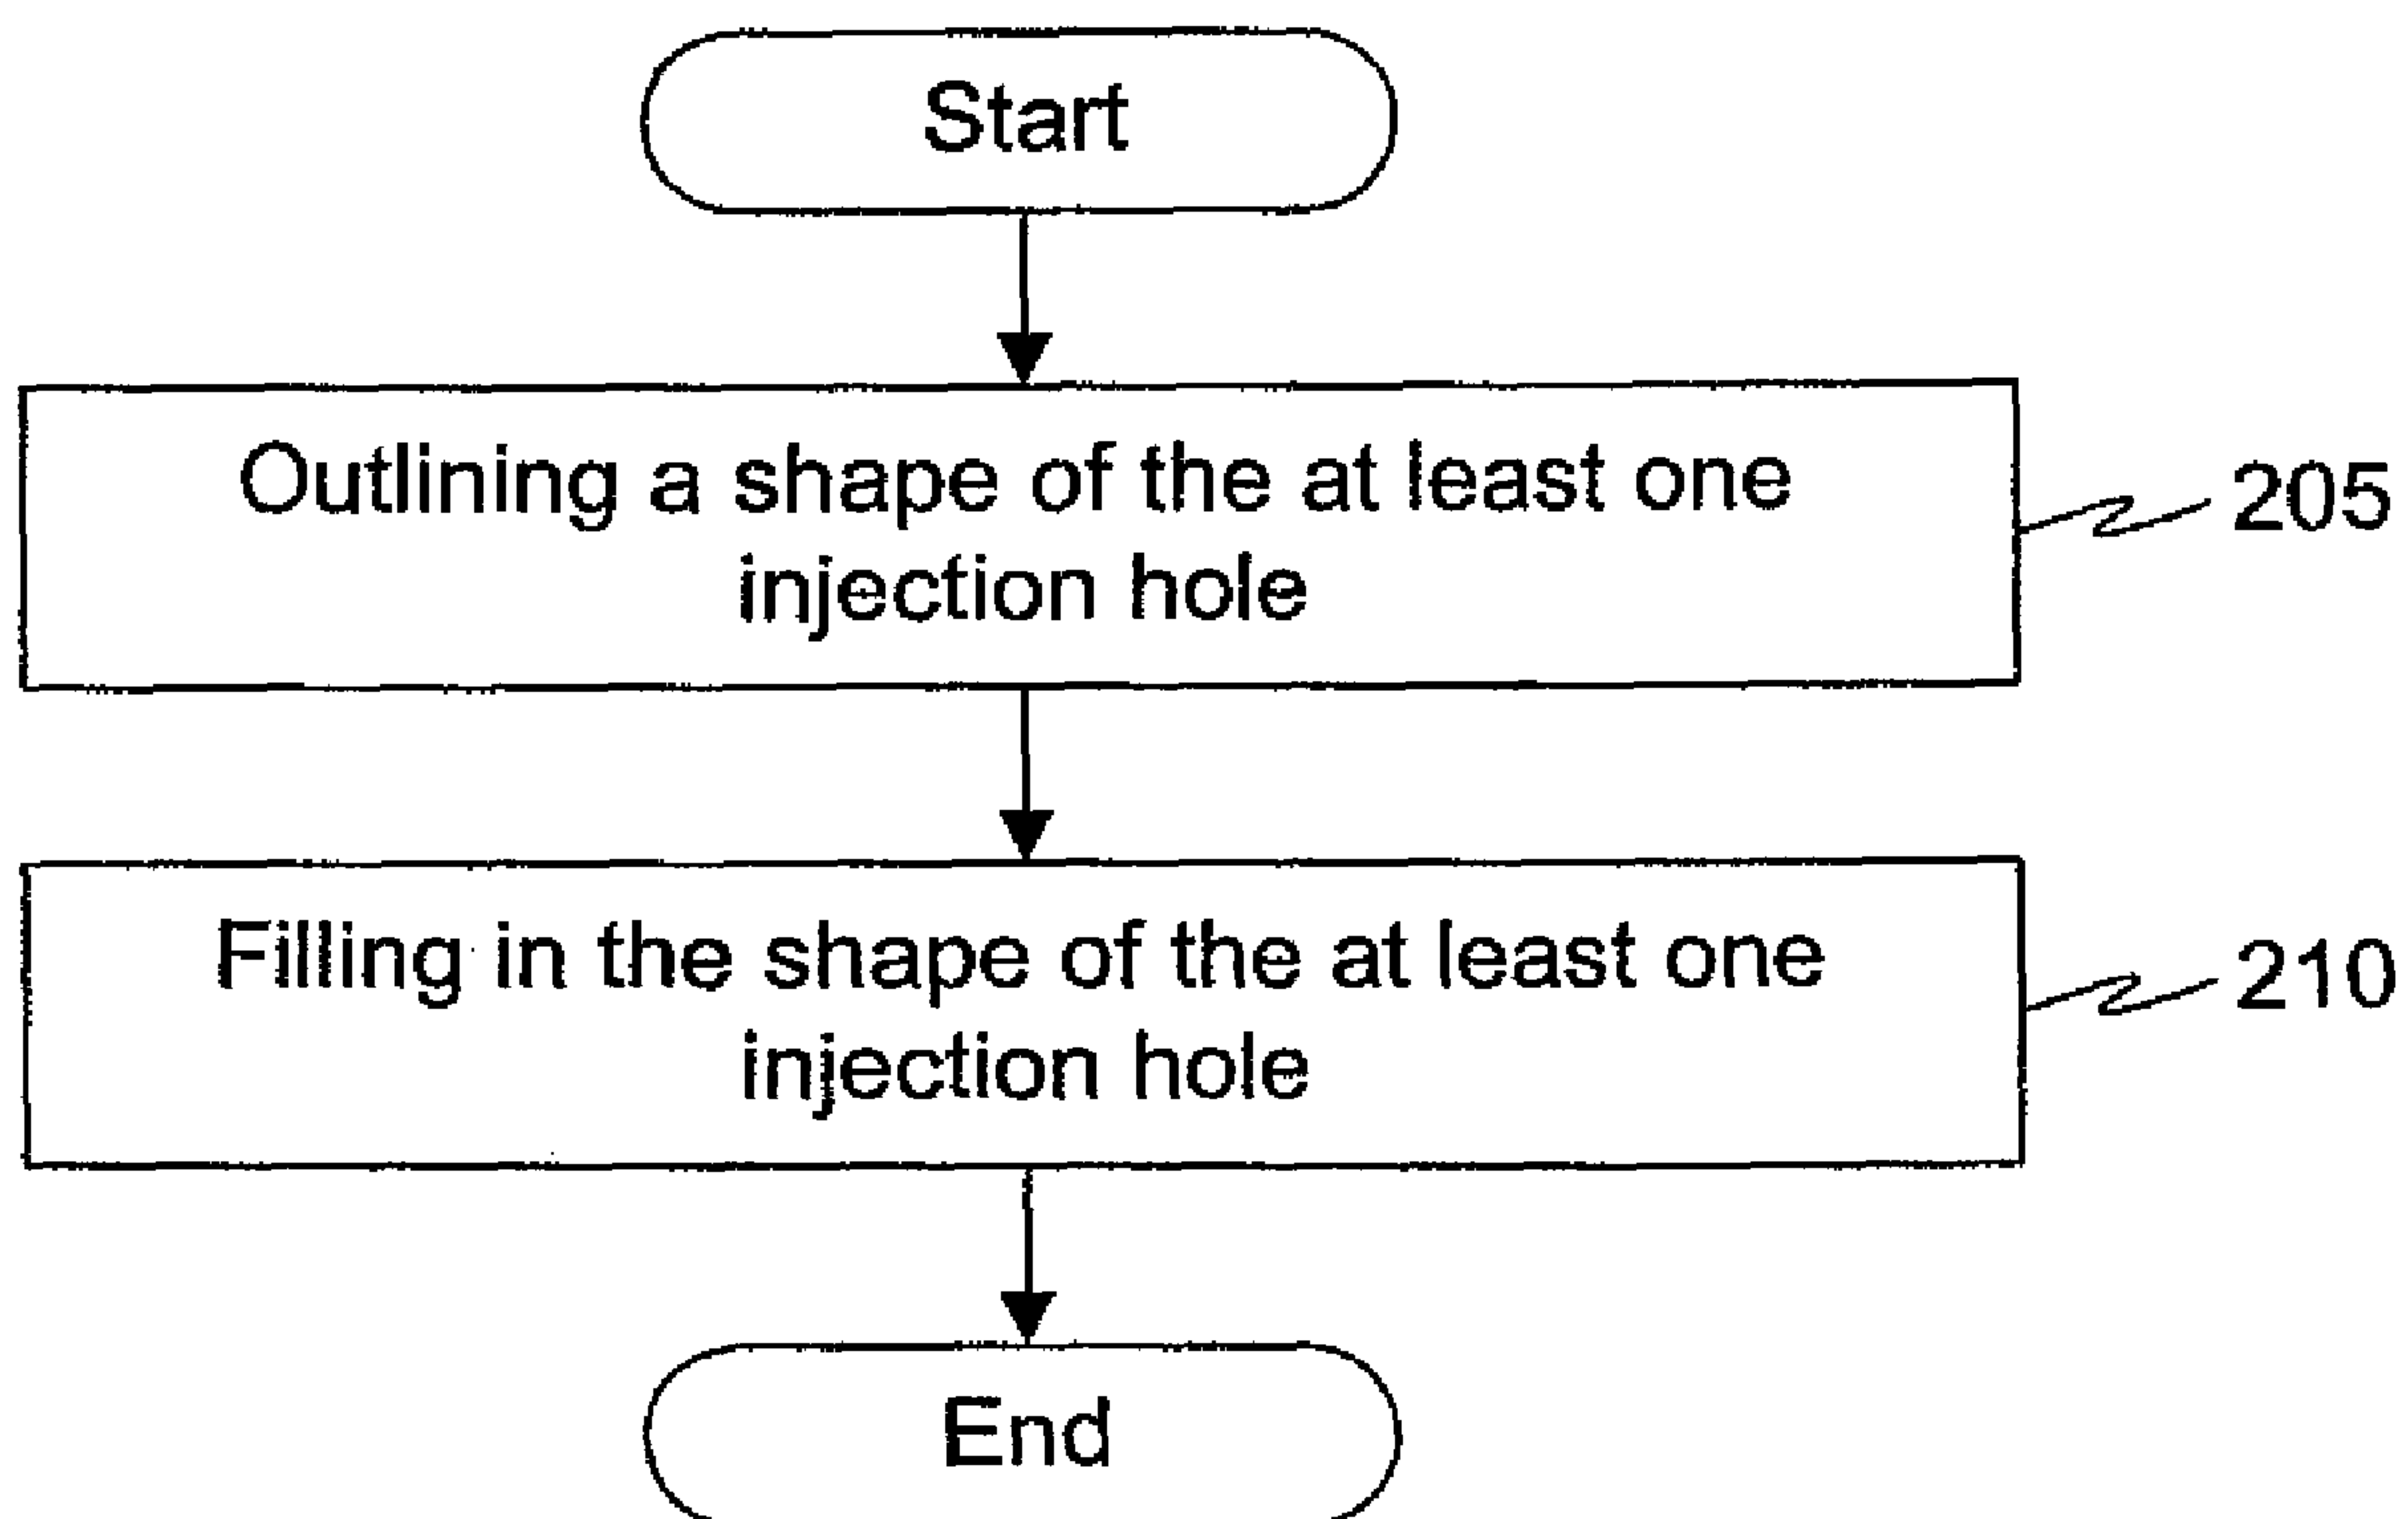 Start
Outlining a shape of the at least one
injection hole
205
Filling in the shape of the at least one
injection hole
210
End